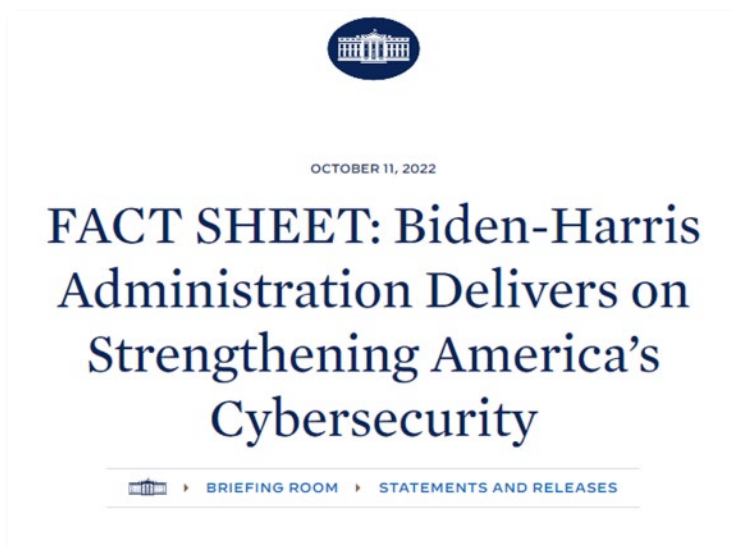 OCTOBER 11, 2022
FACT SHEET: Biden-Harris
Administration Delivers on
Strengthening America’s
Cybersecurity
BRIEFING ROOM STATEMENTS AND RELEASES